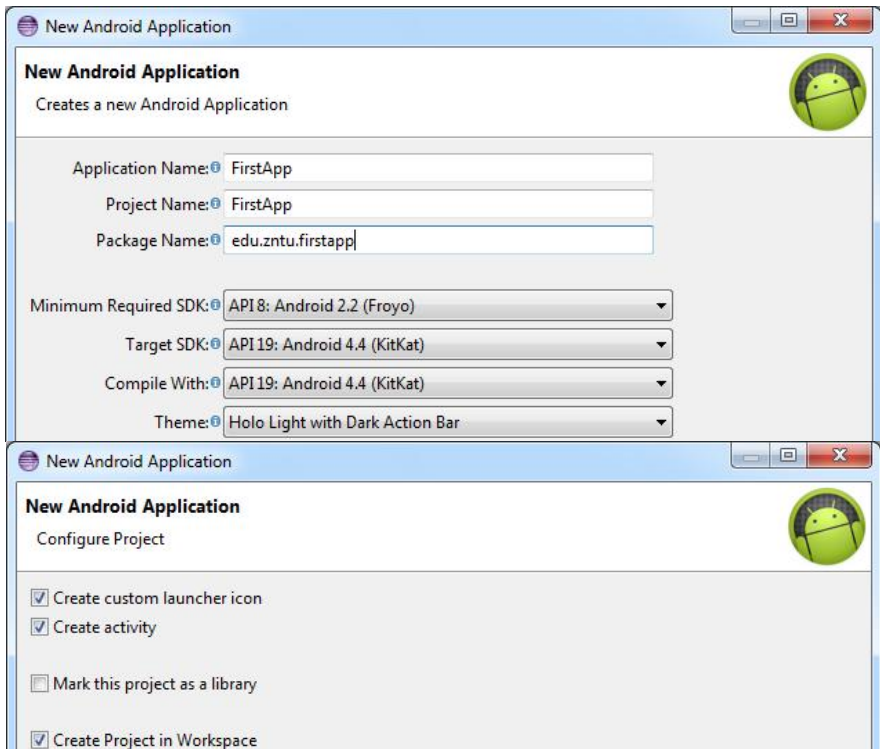 New Android Application
New Android Application
Creates a new Android Application
Application Name: FirstApp
Project Name: FirstApp
Package Name: edu.zntu.firstapp
Minimum Required SDK: API 8: Android 2.2 (Froyo)
Target SDK: API 19: Android 4.4 (KitKat)
Compile With: API 19: Android 4.4 (KitKat)
Theme: Holo Light with Dark Action Bar
New Android Application
New Android Application
Configure Project
Create custom launcher icon
Create activity
Mark this project as a library
Create Project in Workspace